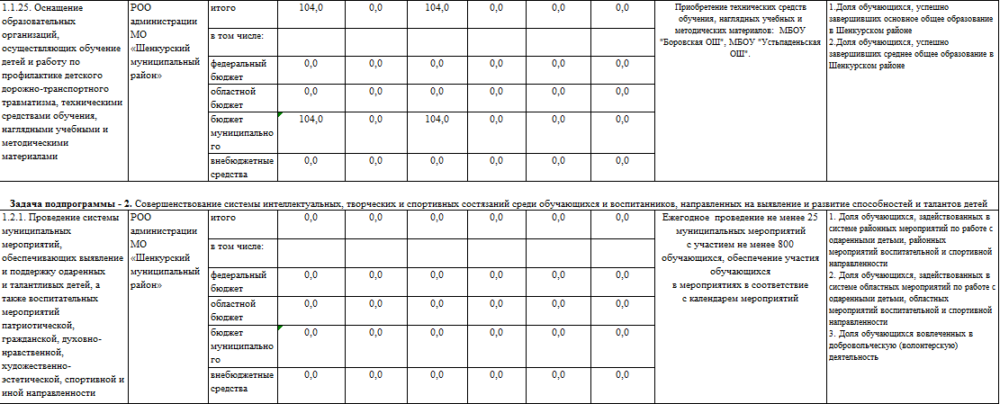 1.1.25. Оснащение
образовательных
организаций,
осуществляющих обучение
детей и работу по
профилактике детского
дорожно-транспортного
травматизма, техническими
средствами обучения,
наглядными учебными и
методическими
материалами
РОО
администрации
МО
«Шенкурский
муниципальный
район»
итого 104,0 0,0 104,0 0,0 0,0 0,0
в том числе:
федеральный
бюджет 0,0 0,0 0,0 0,0 0,0 0,0
областной
бюджет 0,0 0,0 0,0 0,0 0,0 0,0
бюджет
муниципально
го 104,0 0,0 104,0 0,0 0,0 0,0
внебюджетные
средства 0,0 0,0 0,0 0,0 0,0 0,0
Приобретение технических средств
обучения, наглядных учебных и
методических материалов: МБОУ
"Боровская ОШ", МБОУ "Устьпаденьская
ОШ".
1.Доля обучающихся, успешно
завершивших основное общее образование
в Шенкурском районе
2.Доля обучающихся, успешно
завершивших среднее общее образование в
Шенкурском районе
Задача подпрограммы - 2. Совершенствование системы интеллектуальных, творческих и спортивных состязаний среди обучающихся и воспитанников, направленных на выявление и развитие способностей и талантов детей
1.2.1. Проведение системы
муниципальных
мероприятий,
обеспечивающих выявление
и поддержку одаренных
и талантливых детей, а
также воспитательных
мероприятий
патриотической,
гражданской, духовно-
нравственной,
художественно-
эстетической, спортивной и
иной направленности
РОО
администрации
МО
«Шенкурский
муниципальный
район»
итого 0,0 0,0 0,0 0,0 0,0 0,0
в том числе:
федеральный
бюджет 0,0 0,0 0,0 0,0 0,0 0,0
областной
бюджет 0,0 0,0 0,0 0,0 0,0 0,0
бюджет
муниципально
го 0,0 0,0 0,0 0,0 0,0 0,0
внебюджетные
средства 0,0 0,0 0,0 0,0 0,0 0,0
Ежегодное проведение не менее 25
муниципальных мероприятий
с участием не менее 800
обучающихся, обеспечение участия
обучающихся
в мероприятиях в соответствие
с календарем мероприятий
1. Доля обучающихся, задействованных в
системе районных мероприятий по работе с
одаренными детьми, районных
мероприятий воспитательной и спортивной
направленности
2. Доля обучающихся, задействованных в
системе областных мероприятий по работе с
одаренными детьми, областных
мероприятий воспитательной и спортивной
направленности
3. Доля обучающихся вовлеченных в
добровольческую (волонтерскую)
деятельность